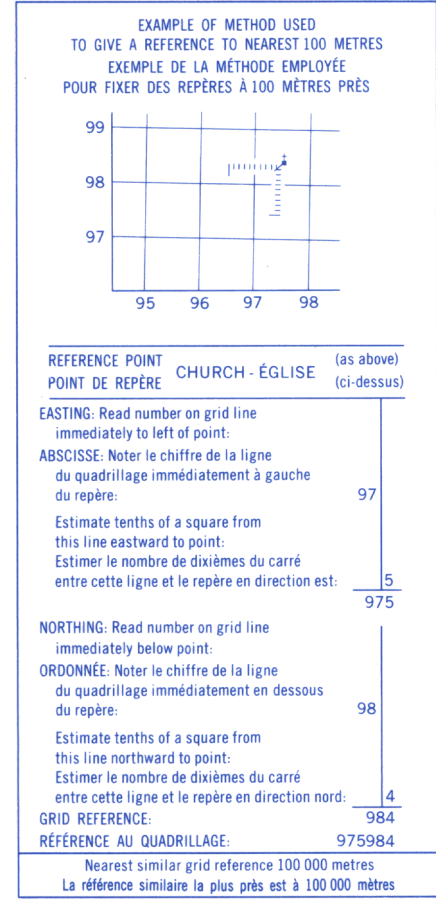 EXAMPLE OF METHOD USED
TO GIVE A REFERENCE TO NEAREST 100 METRES
EXEMPLE DE LA MÉTHODE EMPLOYÉE
POUR FIXER DES REPÈRES À 100 MÈTRES PRÈS
99
98
97
95 96 97 98
REFERENCE POINT
POINT DE REPÈRE
CHURCH - ÉGLISE
(as above)
(ci-dessus)
EASTING: Read number on grid line
immediately to left of point:
ABSCISSE: Noter le chiffre de la ligne
du quadrillage immédiatement à gauche
du repère: 97
Estimate tenths of a square from
this line eastward to point:
Estimer le nombre de dixièmes du carré
entre cette ligne et le repère en direction est: 5
975
NORTHING: Read number on grid line
immediately below point:
ORDONNÉE: Noter le chiffre de la ligne
du quadrillage immédiatement en dessous
du repère: 98
Estimate tenths of a square from
this line northward to point:
Estimer le nombre de dixièmes du carré
entre cette ligne et le repère en direction nord: 4
GRID REFERENCE: 984
RÉFÉRENCE AU QUADRILLAGE: 975984
Nearest similar grid reference 100 000 metres
La référence similaire la plus près est à 100 000 mètres